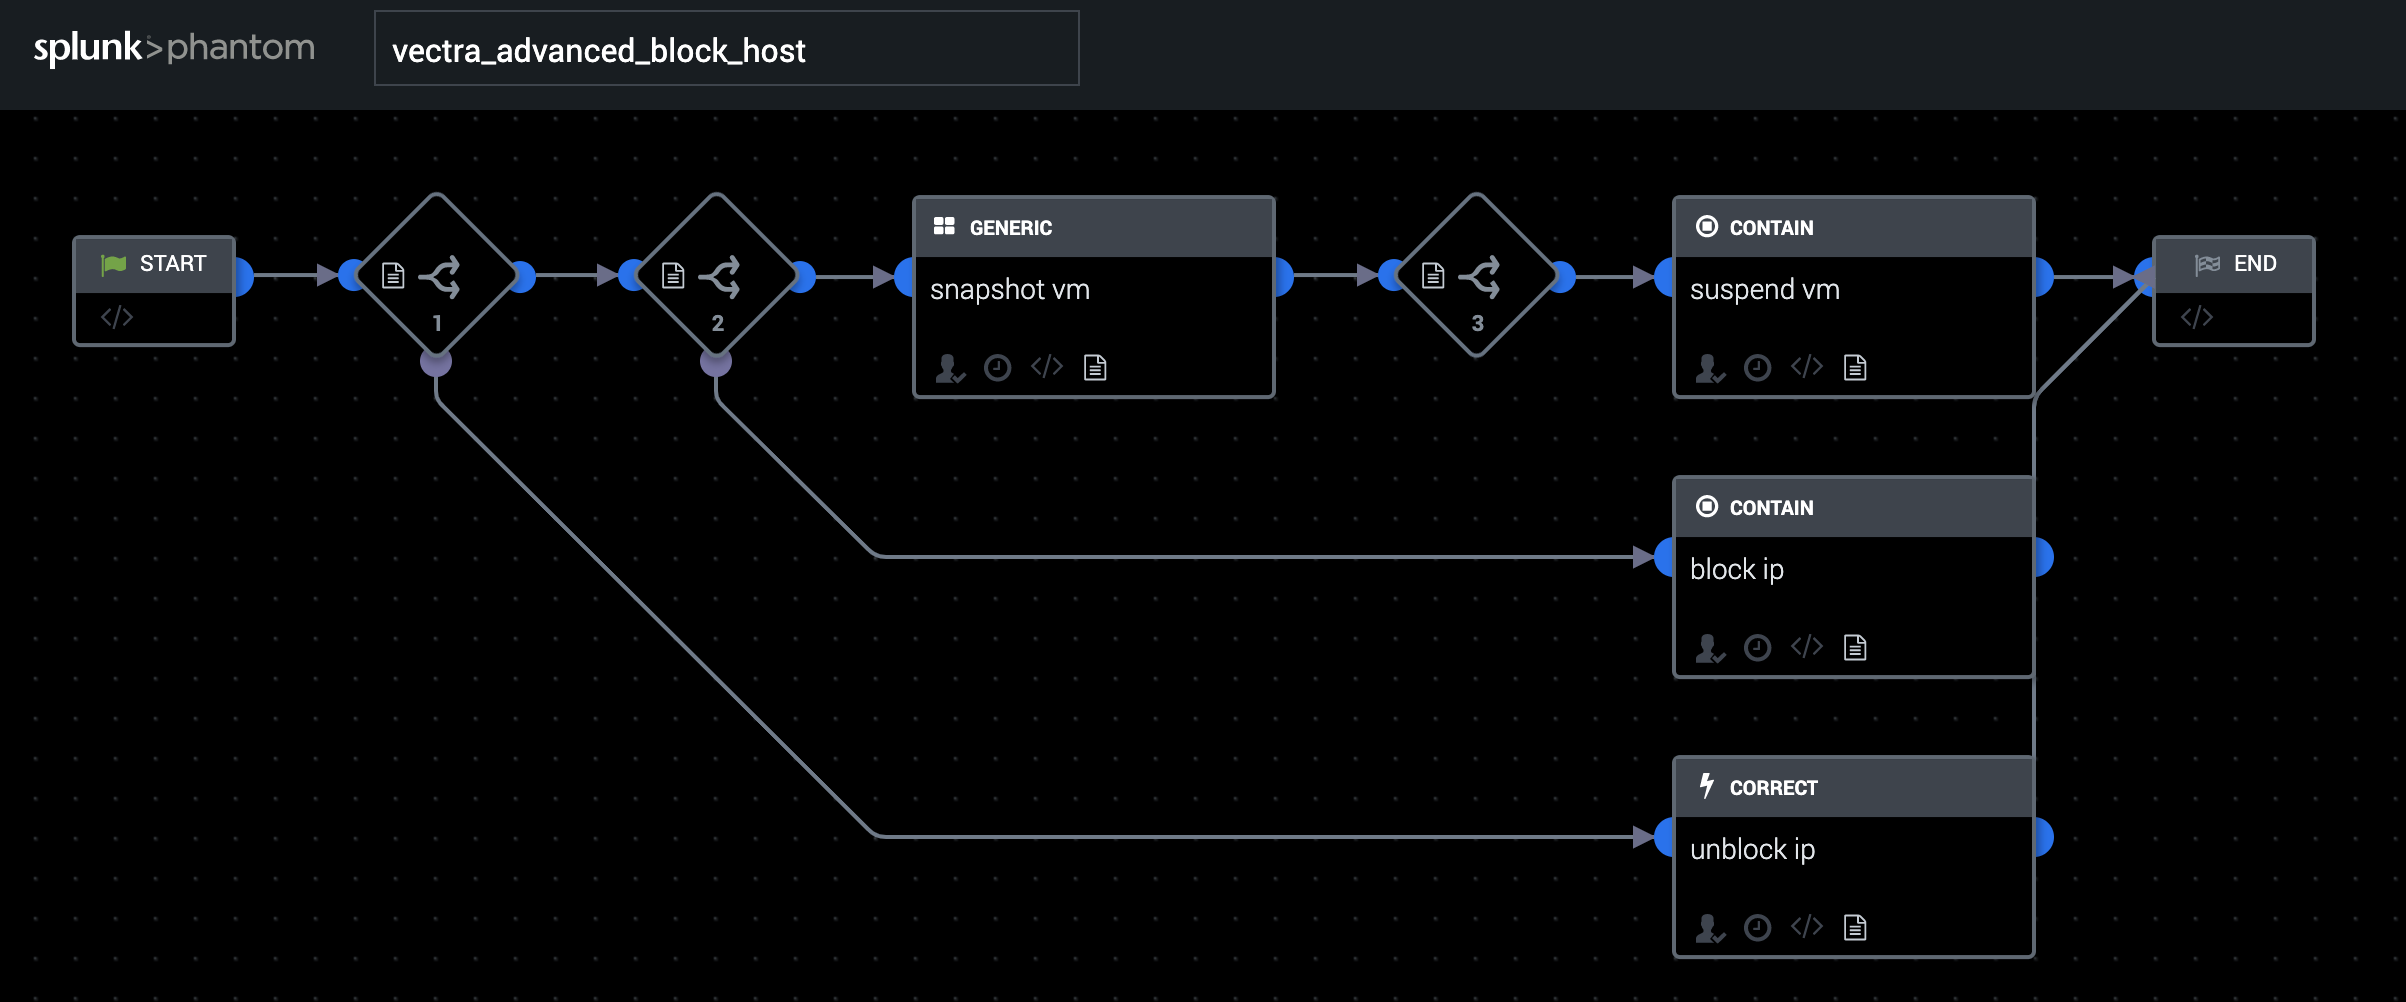 splunk>phantom
vectra_advanced_block_host
START
</>
1
2
GENERIC
snapshot vm
</>
3
CONTAIN
suspend vm
</>
END
</>
CONTAIN
block ip
</>
CORRECT
unblock ip
</>